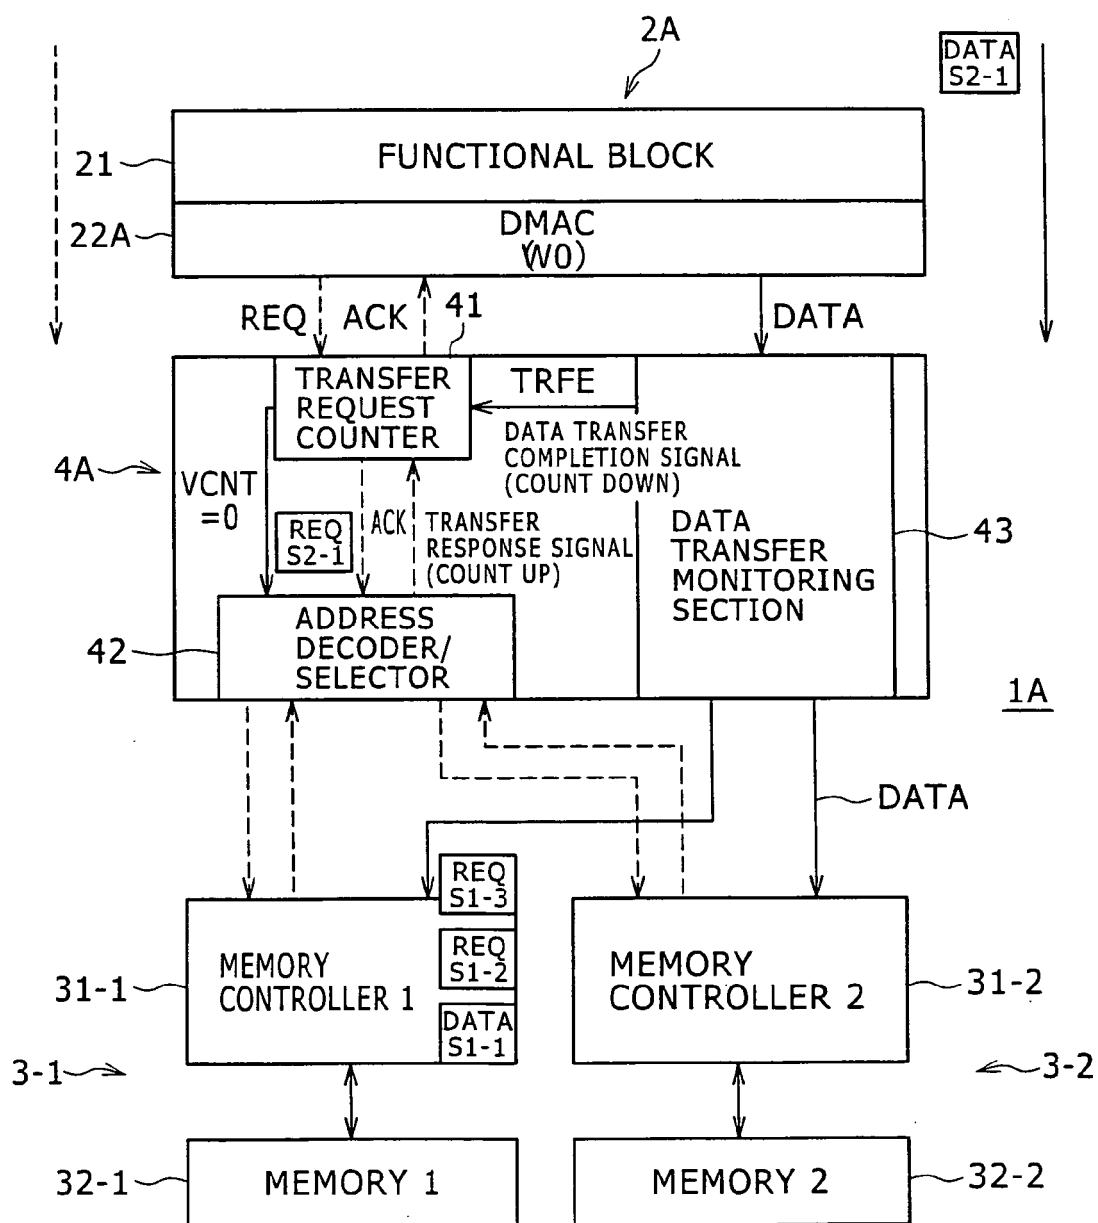 2A
DATA
S2-1
21
FUNCTIONAL BLOCK
22A
DMAC
(W0)
REQ
ACK
41
DATA
TRANSFER
REQUEST
COUNTER
TRFE
DATA TRANSFER
COMPLETION SIGNAL
(COUNT DOWN)
4A
VCNT
=0
REQ
S2-1
ACK
TRANSFER
RESPONSE SIGNAL
(COUNT UP)
DATA
TRANSFER
MONITORING
SECTION
43
42
ADDRESS
DECODER/
SELECTOR
1A
DATA
REQ
S1-3
REQ
S1-2
DATA
S1-1
31-1
MEMORY
CONTROLLER 1
MEMORY
CONTROLLER 2
31-2
3-1
3-2
32-1
MEMORY 1
MEMORY 2
32-2